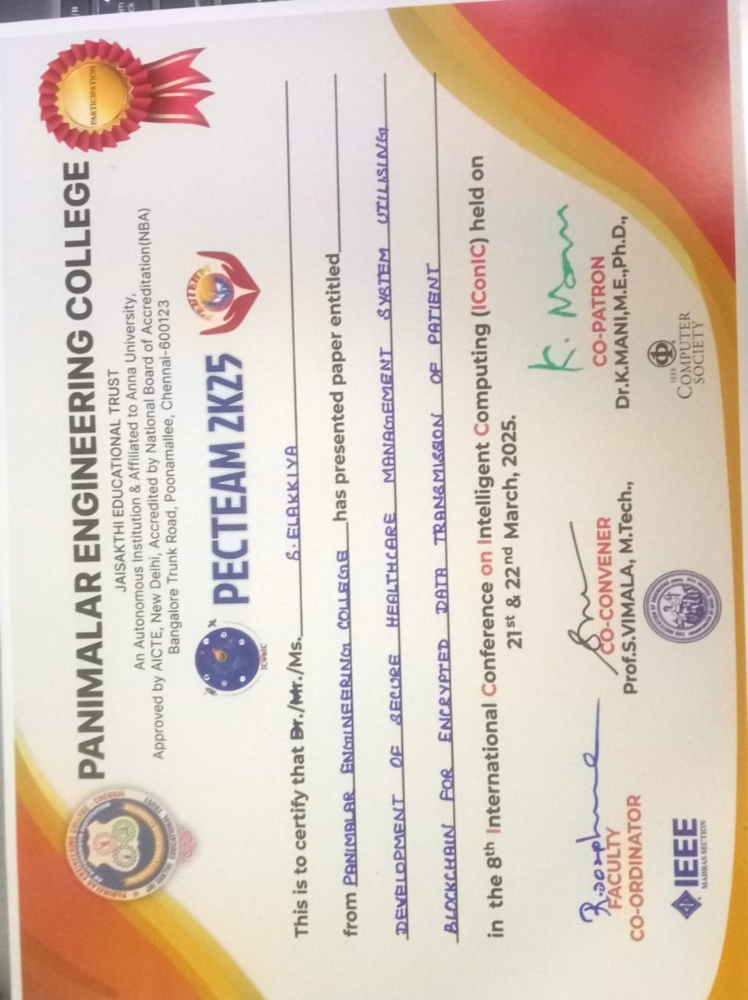 PANIMALAR ENGINEERING COLLEGE
JAISAKTHI EDUCATIONAL TRUST
An Autonomous Institution & Affiliated to Anna University,
Approved by AICTE, New Delhi, Accredited by National Board of Accreditation(NBA)
Bangalore Trunk Road, Poonamallee, Chennai-600123
PARTICIPATION
PECTEAM 2K25
IConIC
This is to certify that Dr./Mr./Ms. S. ELAKKIYA
from PANIMALAR ENGINEERING COLLEGE has presented paper entitled
DEVELOPMENT OF SECURE HEALTHCARE MANAGEMENT SYSTEM UTILISING
BLOCKCHAIN FOR ENCRYPTED DATA TRANSMISSION OF PATIENT
in the 8th International Conference on Intelligent Computing (IConIC) held on
21st & 22nd March, 2025.
K. Mani
FACULTY
CO-ORDINATOR
CO-CONVENER
Prof.S.VIMALA, M.Tech.,
CO-PATRON
Dr.K.MANI,M.E.,Ph.D.,
IEEE
MADRAS SECTION
IEEE
COMPUTER
SOCIETY